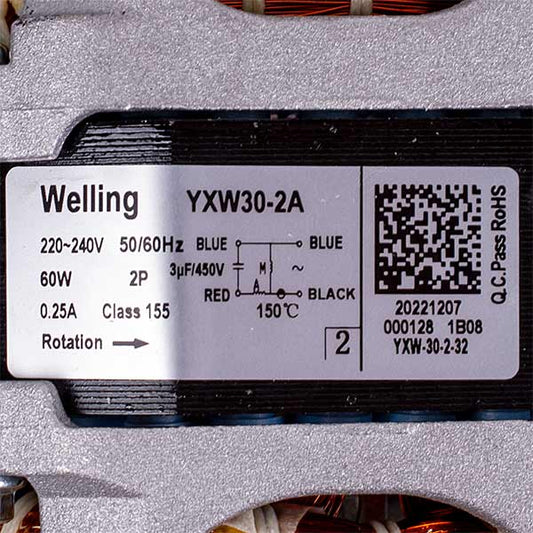 Welling YXW30-2A
220~240V 50/60Hz
60W 2P
0.25A Class 155
Rotation →
BLUE BLUE
3μF/450V M ~
A
RED BLACK
150℃
2
Q.C.Pass RoHS
20221207
000128 1B08
YXW-30-2-32